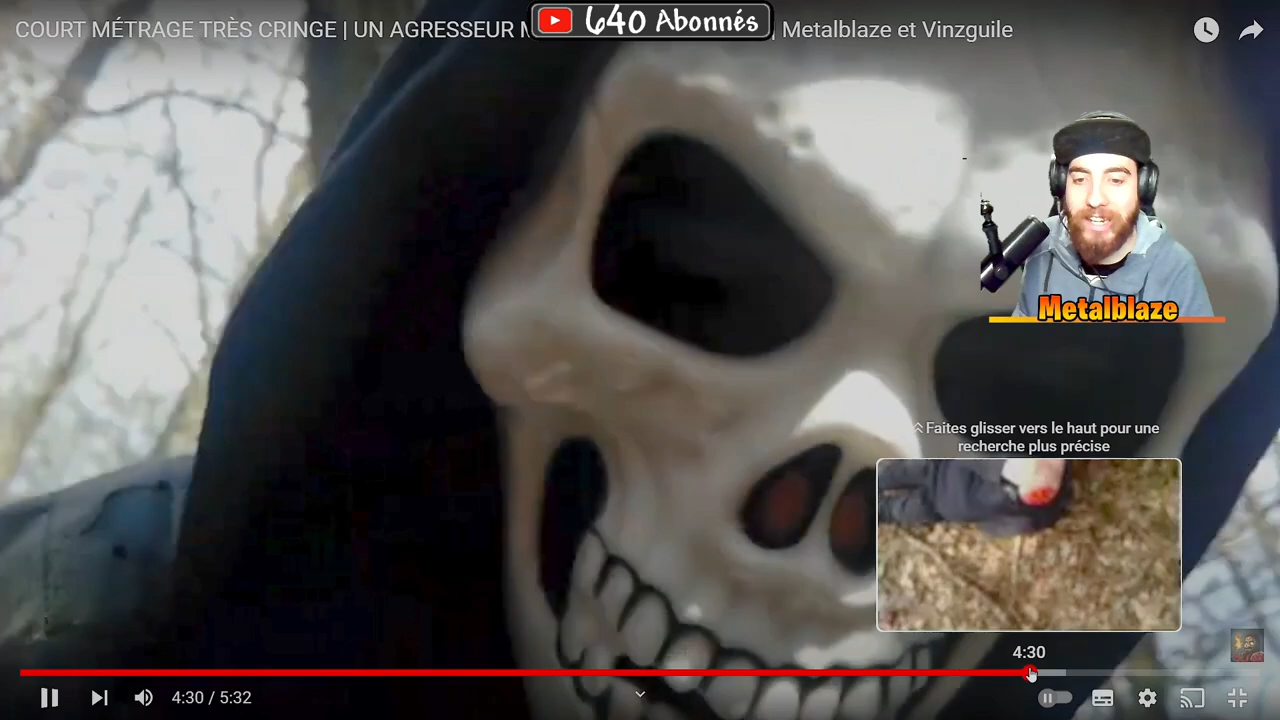 COURT MÉTRAGE TRÈS CRINGE | UN AGRESSEUR
| Metalblaze et Vinzguile
640 Abonnés
Metalblaze
Faites glisser vers le haut pour une
recherche plus précise
4:30
4:30 / 5:32